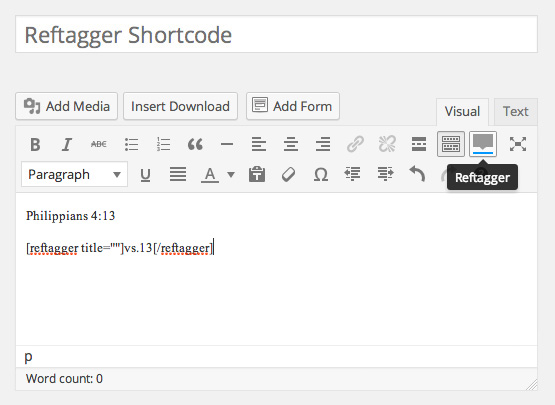 Reftagger Shortcode
Add Media
Insert Download
Add Form
Visual
Text
B I ABC
Paragraph U A Ω
Reftagger
Philippians 4:13
[reftagger title=""]vs.13[/reftagger]
p
Word count: 0